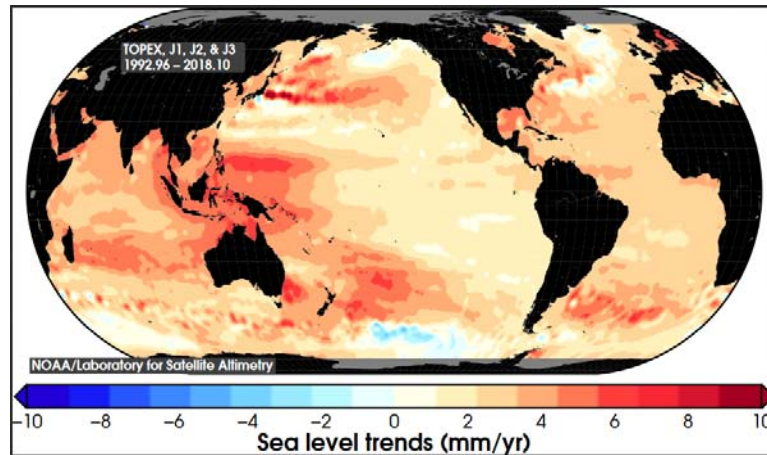 TOPEX, J1, J2, & J3
1992.96 – 2018.10
NOAA/Laboratory for Satellite Altimetry
−10 −8 −6 −4 −2 0 2 4 6 8 10
Sea level trends (mm/yr)